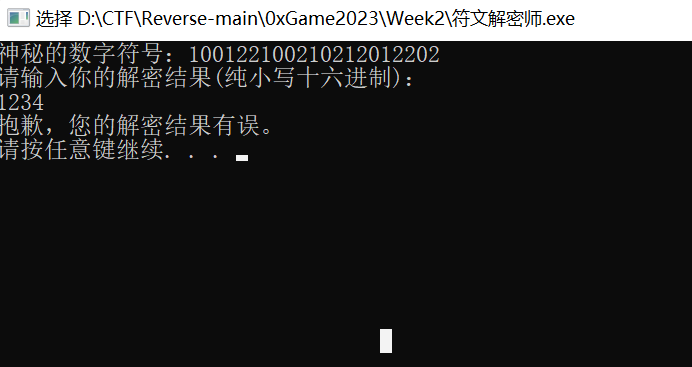 选择 D:\CTF\Reverse-main\0xGame2023\Week2\符文解密师.exe
神秘的数字符号：100122100210212012202
请输入你的解密结果(纯小写十六进制)：
1234
抱歉，您的解密结果有误。
请按任意键继续. . .